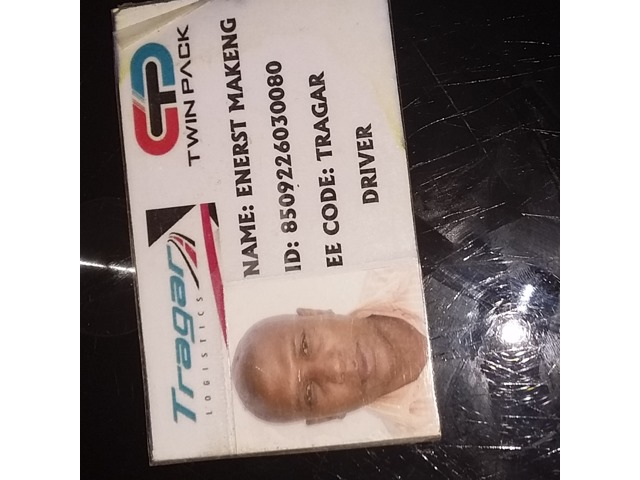 Tragar
LOGISTICS
TWIN PACK
NAME: ENERST MAKENG
ID: 8509226030080
EE CODE: TRAGAR
DRIVER